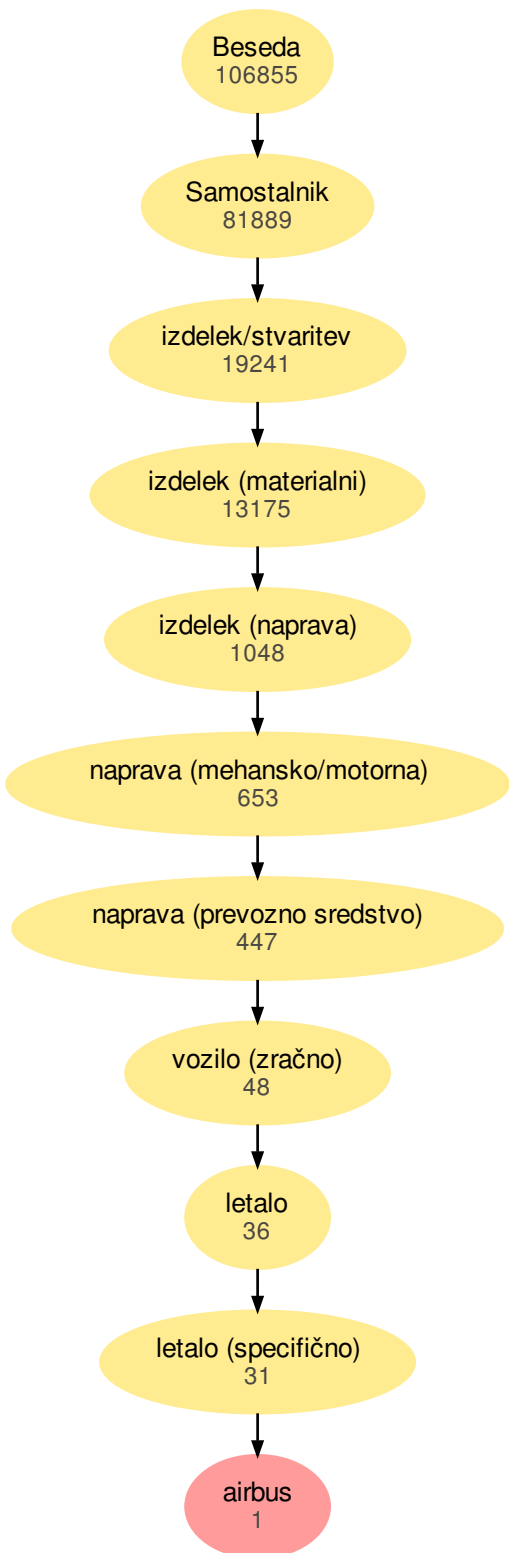 Beseda
106855
Samostalnik
81889
izdelek/stvaritev
19241
izdelek (materialni)
13175
izdelek (naprava)
1048
naprava (mehansko/motorna)
653
naprava (prevozno sredstvo)
447
vozilo (zračno)
48
letalo
36
letalo (specifično)
31
airbus
1